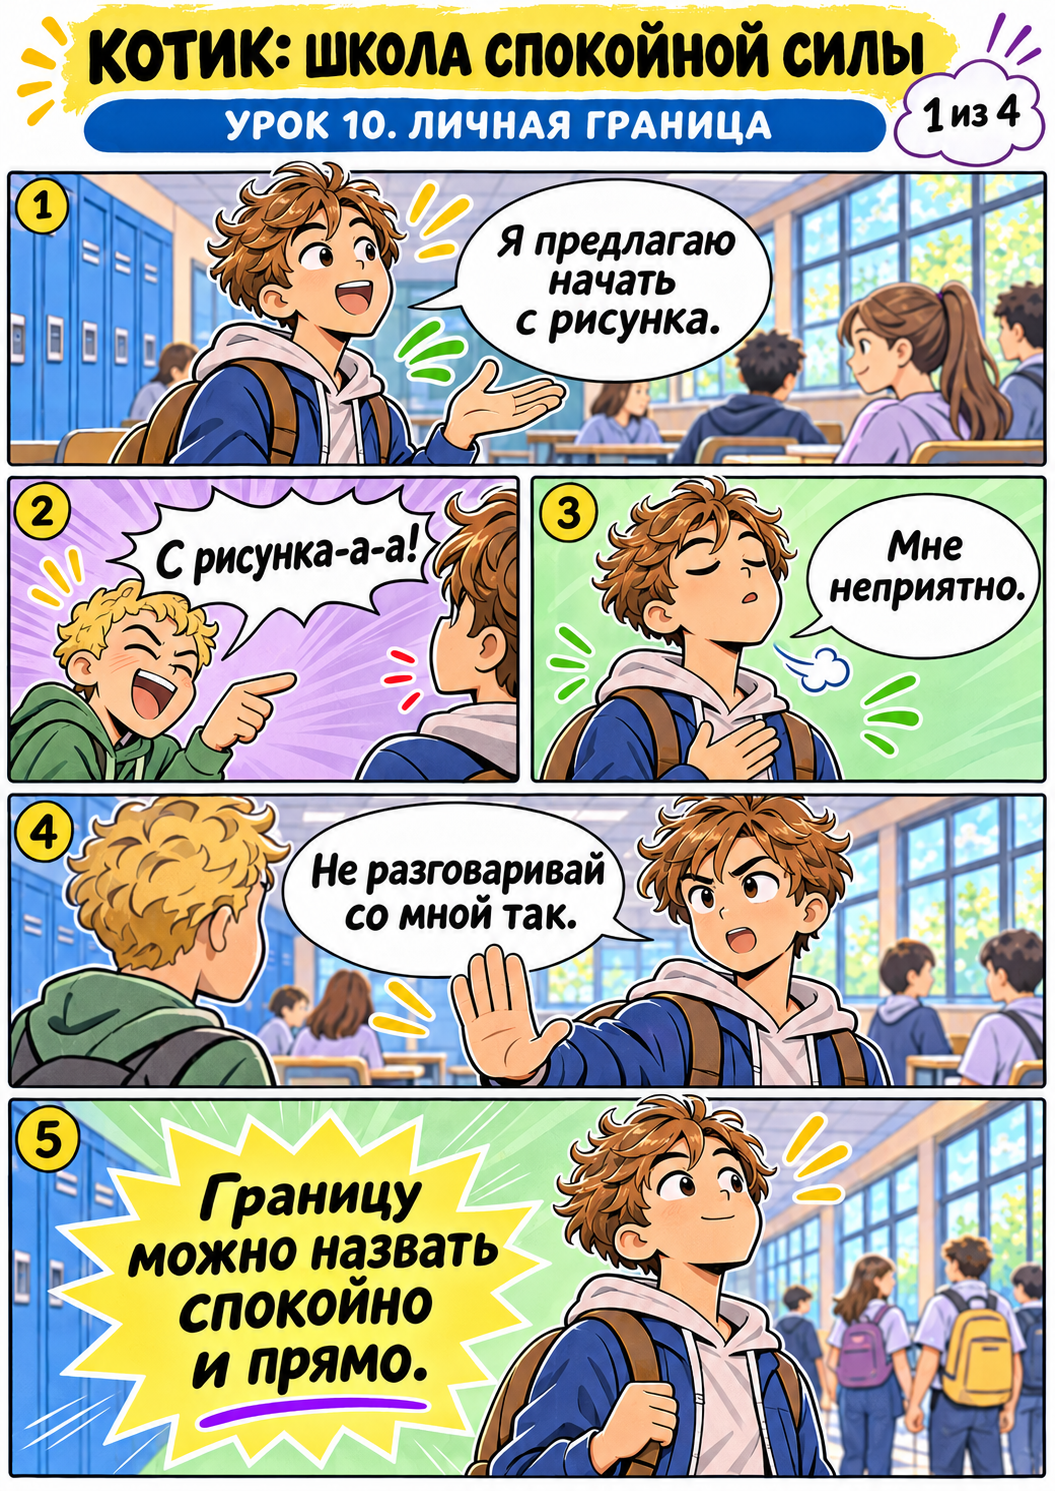 КОТИК: ШКОЛА СПОКОЙНОЙ СИЛЫ
УРОК 10. ЛИЧНАЯ ГРАНИЦА
1 из 4
1
Я предлагаю
начать
с рисунка.
2
С рисунка-а-а!
3
Мне
неприятно.
4
Не разговаривай
со мной так.
5
Границу
можно назвать
спокойно
и прямо.